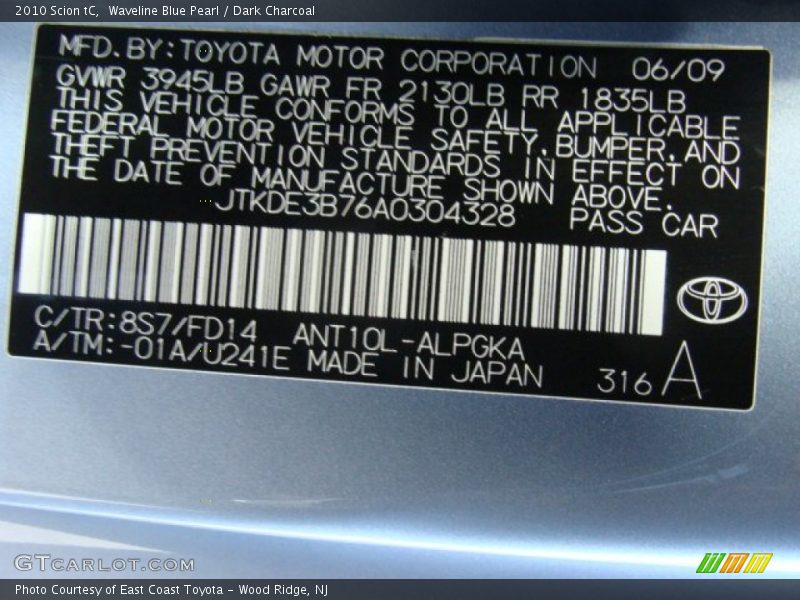 2010 Scion tC, Waveline Blue Pearl / Dark Charcoal
MFD.BY:TOYOTA MOTOR CORPORATION 06/09
GVWR 3945LB GAWR FR 2130LB RR 1835LB
THIS VEHICLE CONFORMS TO ALL APPLICABLE
FEDERAL MOTOR VEHICLE SAFETY,BUMPER,AND
THEFT PREVENTION STANDARDS IN EFFECT ON
THE DATE OF MANUFACTURE SHOWN ABOVE.
JTKDE3B76A0304328 PASS CAR
C/TR:8S7/FD14 ANT10L-ALPGKA
A/TM:-01A/U241E MADE IN JAPAN 316 A
GTCARLOT.COM
Photo Courtesy of East Coast Toyota - Wood Ridge, NJ